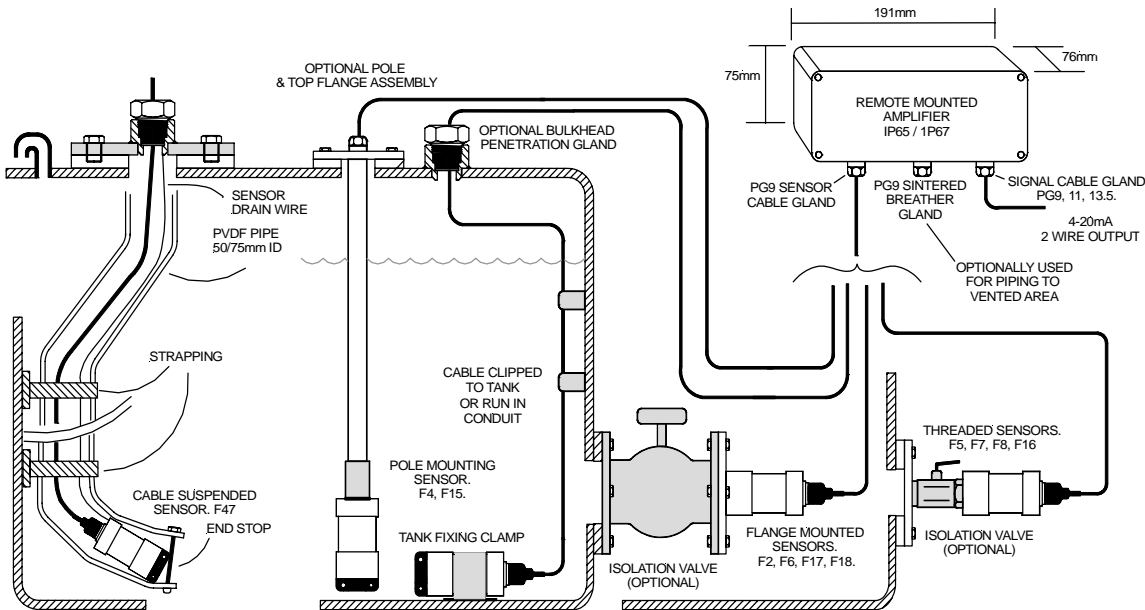 191mm
75mm
76mm
REMOTE MOUNTED
AMPLIFIER
IP65 / 1P67
OPTIONAL POLE
& TOP FLANGE ASSEMBLY
OPTIONAL BULKHEAD
PENETRATION GLAND
PG9 SENSOR
CABLE GLAND
PG9 SINTERED
BREATHER
GLAND
SIGNAL CABLE GLAND
PG9, 11, 13.5.
4-20mA
2 WIRE OUTPUT
OPTIONALLY USED
FOR PIPING TO
VENTED AREA
SENSOR
DRAIN WIRE
PVDF PIPE
50/75mm ID
STRAPPING
CABLE CLIPPED
TO TANK
OR RUN IN
CONDUIT
CABLE SUSPENDED
SENSOR. F47
END STOP
POLE MOUNTING
SENSOR.
F4, F15.
TANK FIXING CLAMP
ISOLATION VALVE
(OPTIONAL)
FLANGE MOUNTED
SENSORS.
F2, F6, F17, F18.
THREADED SENSORS.
F5, F7, F8, F16
ISOLATION VALVE
(OPTIONAL)